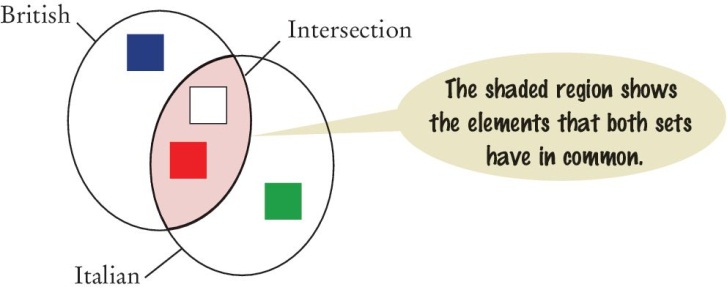 British
Intersection
The shaded region shows
the elements that both sets
have in common.
Italian